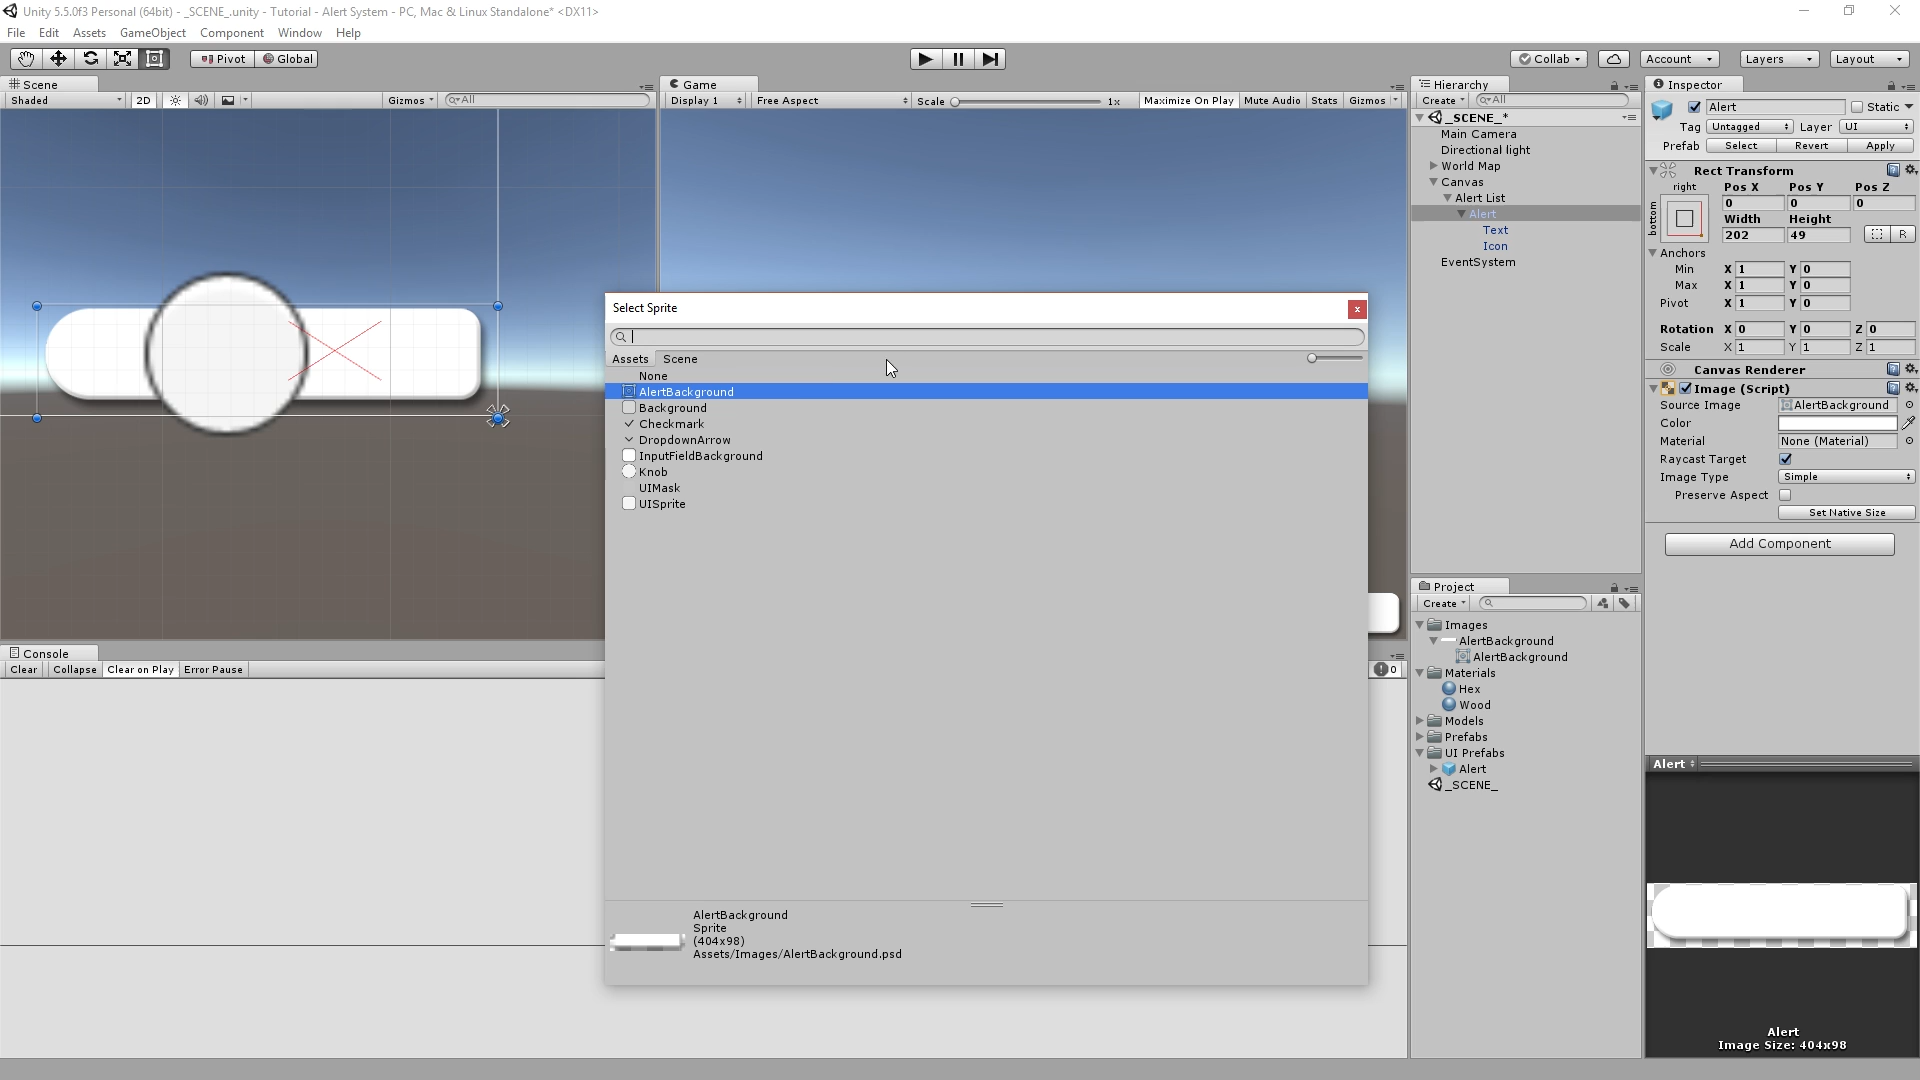 Unity 5.5.0f3 Personal (64bit) - _SCENE_.unity - Tutorial - Alert System - PC, Mac & Linux Standalone* <DX11>
File Edit Assets GameObject Component Window Help
Pivot Global Collab Account Layers Layout
Scene
Shaded 2D Gizmos All
Game
Display 1 Free Aspect Scale 1x Maximize On Play Mute Audio Stats Gizmos
Hierarchy
Create All
_SCENE_*
Main Camera
Directional light
World Map
Canvas
Alert List
Alert
Text
Icon
EventSystem
Inspector
Alert Static
Tag Untagged Layer UI
Prefab Select Revert Apply
Rect Transform
right Pos X Pos Y Pos Z
bottom 0 0 0
Width Height
202 49 R
Anchors
Min X 1 Y 0
Max X 1 Y 0
Pivot X 1 Y 0
Rotation X 0 Y 0 Z 0
Scale X 1 Y 1 Z 1
Canvas Renderer
Image (Script)
Source Image AlertBackground
Color
Material None (Material)
Raycast Target
Image Type Simple
Preserve Aspect
Set Native Size
Add Component
Select Sprite
x
Assets Scene
None
AlertBackground
Background
Checkmark
DropdownArrow
InputFieldBackground
Knob
UIMask
UISprite
AlertBackground
Sprite
(404x98)
Assets/Images/AlertBackground.psd
Console
Clear Collapse Clear on Play Error Pause 0
Project
Create
Images
AlertBackground
AlertBackground
Materials
Hex
Wood
Models
Prefabs
UI Prefabs
Alert
_SCENE_
Alert
Alert
Image Size: 404x98